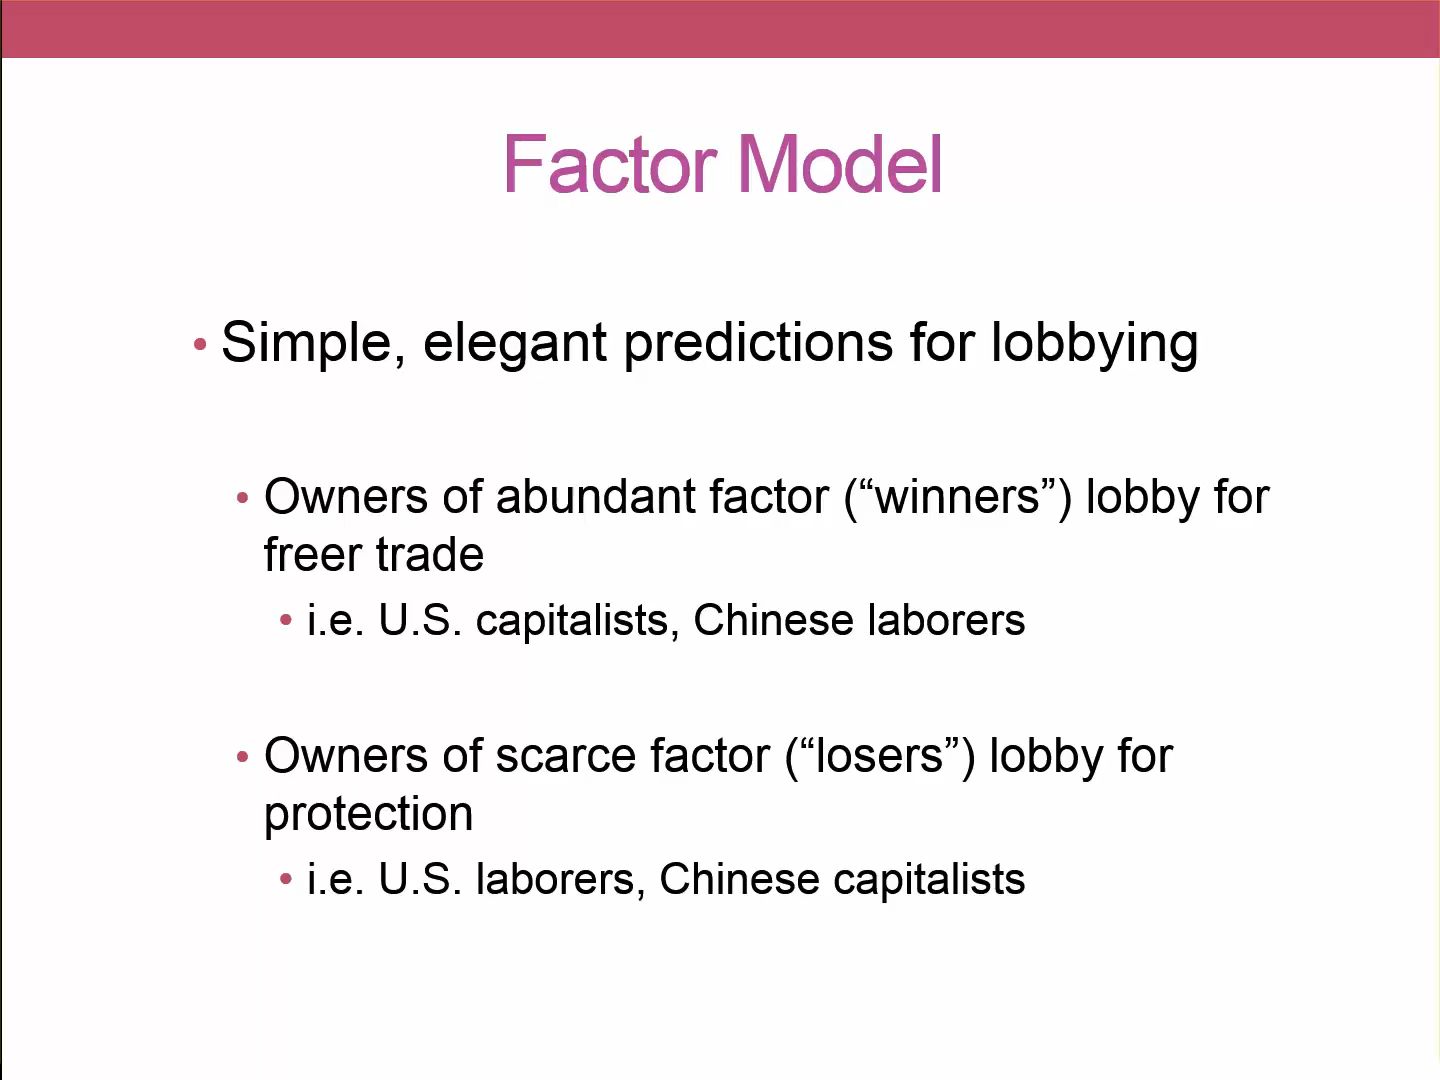 Factor Model
• Simple, elegant predictions for lobbying
• Owners of abundant factor (“winners”) lobby for
freer trade
• i.e. U.S. capitalists, Chinese laborers
• Owners of scarce factor (“losers”) lobby for
protection
• i.e. U.S. laborers, Chinese capitalists